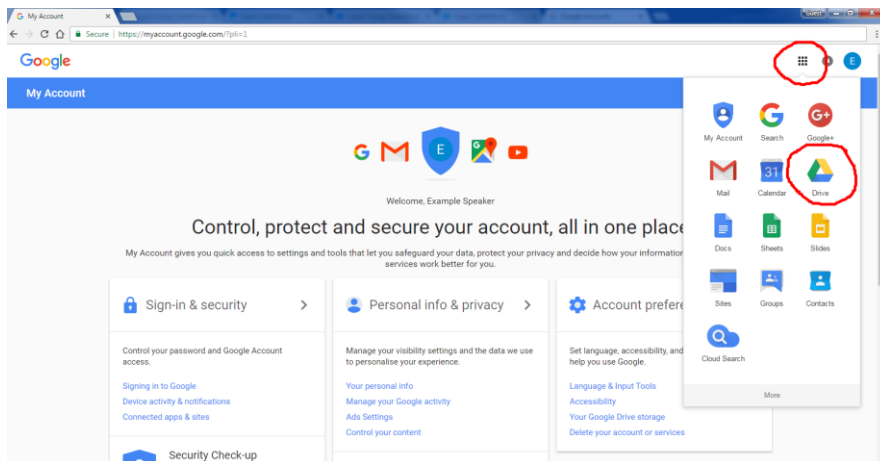 My Account
Guest
Secure | https://myaccount.google.com/?pli=1
Google
E
My Account
My Account Search Google+
31
Mail Calendar Drive
Docs Sheets Slides
Sites Groups Contacts
Cloud Search
More
E
Welcome, Example Speaker
Control, protect and secure your account, all in one place
My Account gives you quick access to settings and tools that let you safeguard your data, protect your privacy and decide how your information
services work better for you.
Sign-in & security
Control your password and Google Account
access.
Signing in to Google
Device activity & notifications
Connected apps & sites
Security Check-up
Personal info & privacy
Manage your visibility settings and the data we use
to personalise your experience.
Your personal info
Manage your Google activity
Ads Settings
Control your content
Account prefere
Set language, accessibility, and
help you use Google.
Language & Input Tools
Accessibility
Your Google Drive storage
Delete your account or services